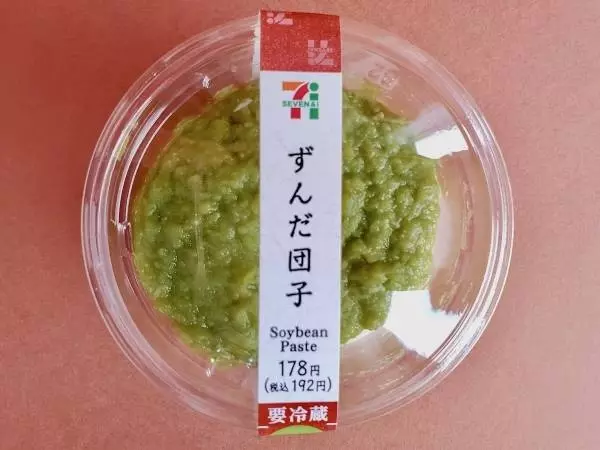 SEVEN&i
ずんだ団子
Soybean
Paste
178円
(税込192円)
要冷蔵